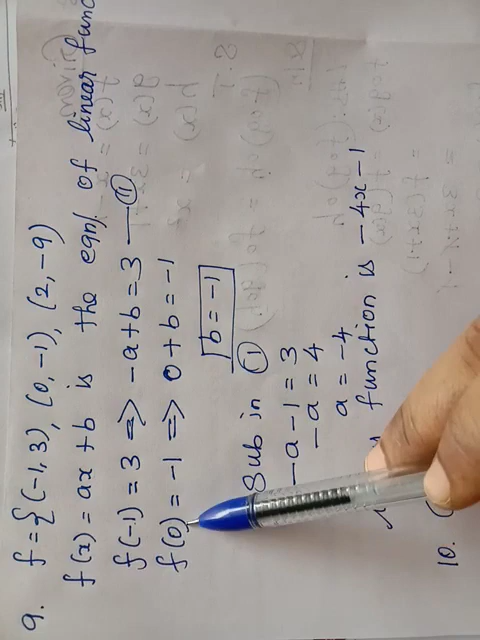 9. f = {(-1,3), (0,-1), (2,-9)
f(x) = ax + b is the eqn/. of linear func
f(-1) = 3 => -a+b = 3 — ①
f(0) = -1 => 0+b = -1
b = -1
Sub in ①
-a-1 = 3
-a = 4
a = -4
function is -4x-1
10. (